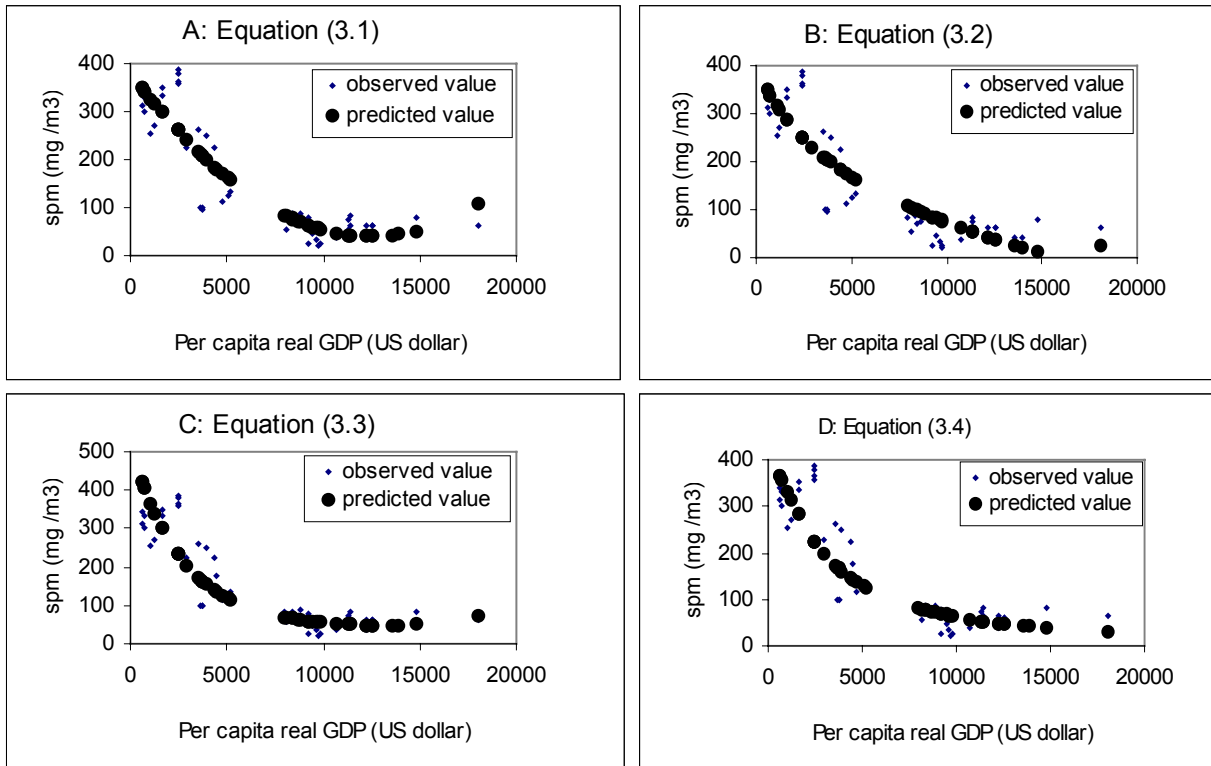 A: Equation (3.1)
400
300
200
100
0
spm (mg /m3)
observed value
predicted value
0 5000 10000 15000 20000
Per capita real GDP (US dollar)
B: Equation (3.2)
400
300
200
100
0
spm (mg /m3)
observed value
predicted value
0 5000 10000 15000 20000
Per capita real GDP (US dollar)
C: Equation (3.3)
500
400
300
200
100
0
spm (mg /m3)
observed value
predicted value
0 5000 10000 15000 20000
Per capita real GDP (US dollar)
D: Equation (3.4)
400
300
200
100
0
spm (mg /m3)
observed value
predicted value
0 5000 10000 15000 20000
Per capita real GDP (US dollar)